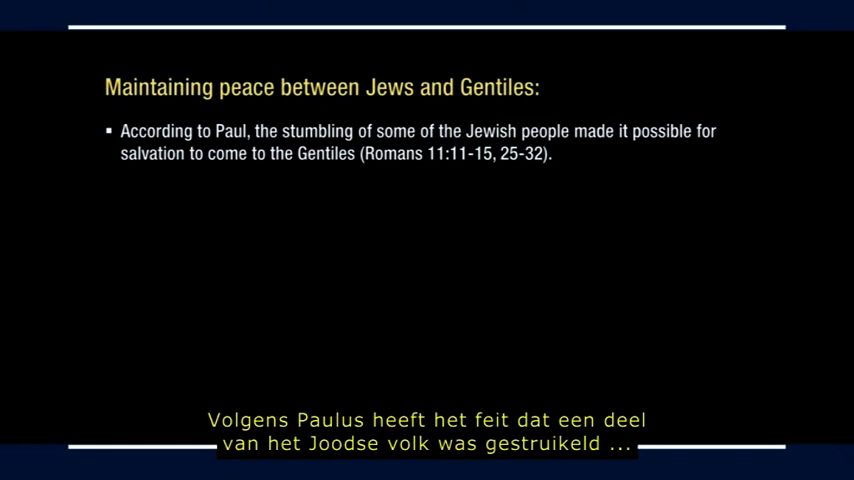 Maintaining peace between Jews and Gentiles:
▪ According to Paul, the stumbling of some of the Jewish people made it possible for
salvation to come to the Gentiles (Romans 11:11-15, 25-32).
Volgens Paulus heeft het feit dat een deel
van het Joodse volk was gestruikeld ...